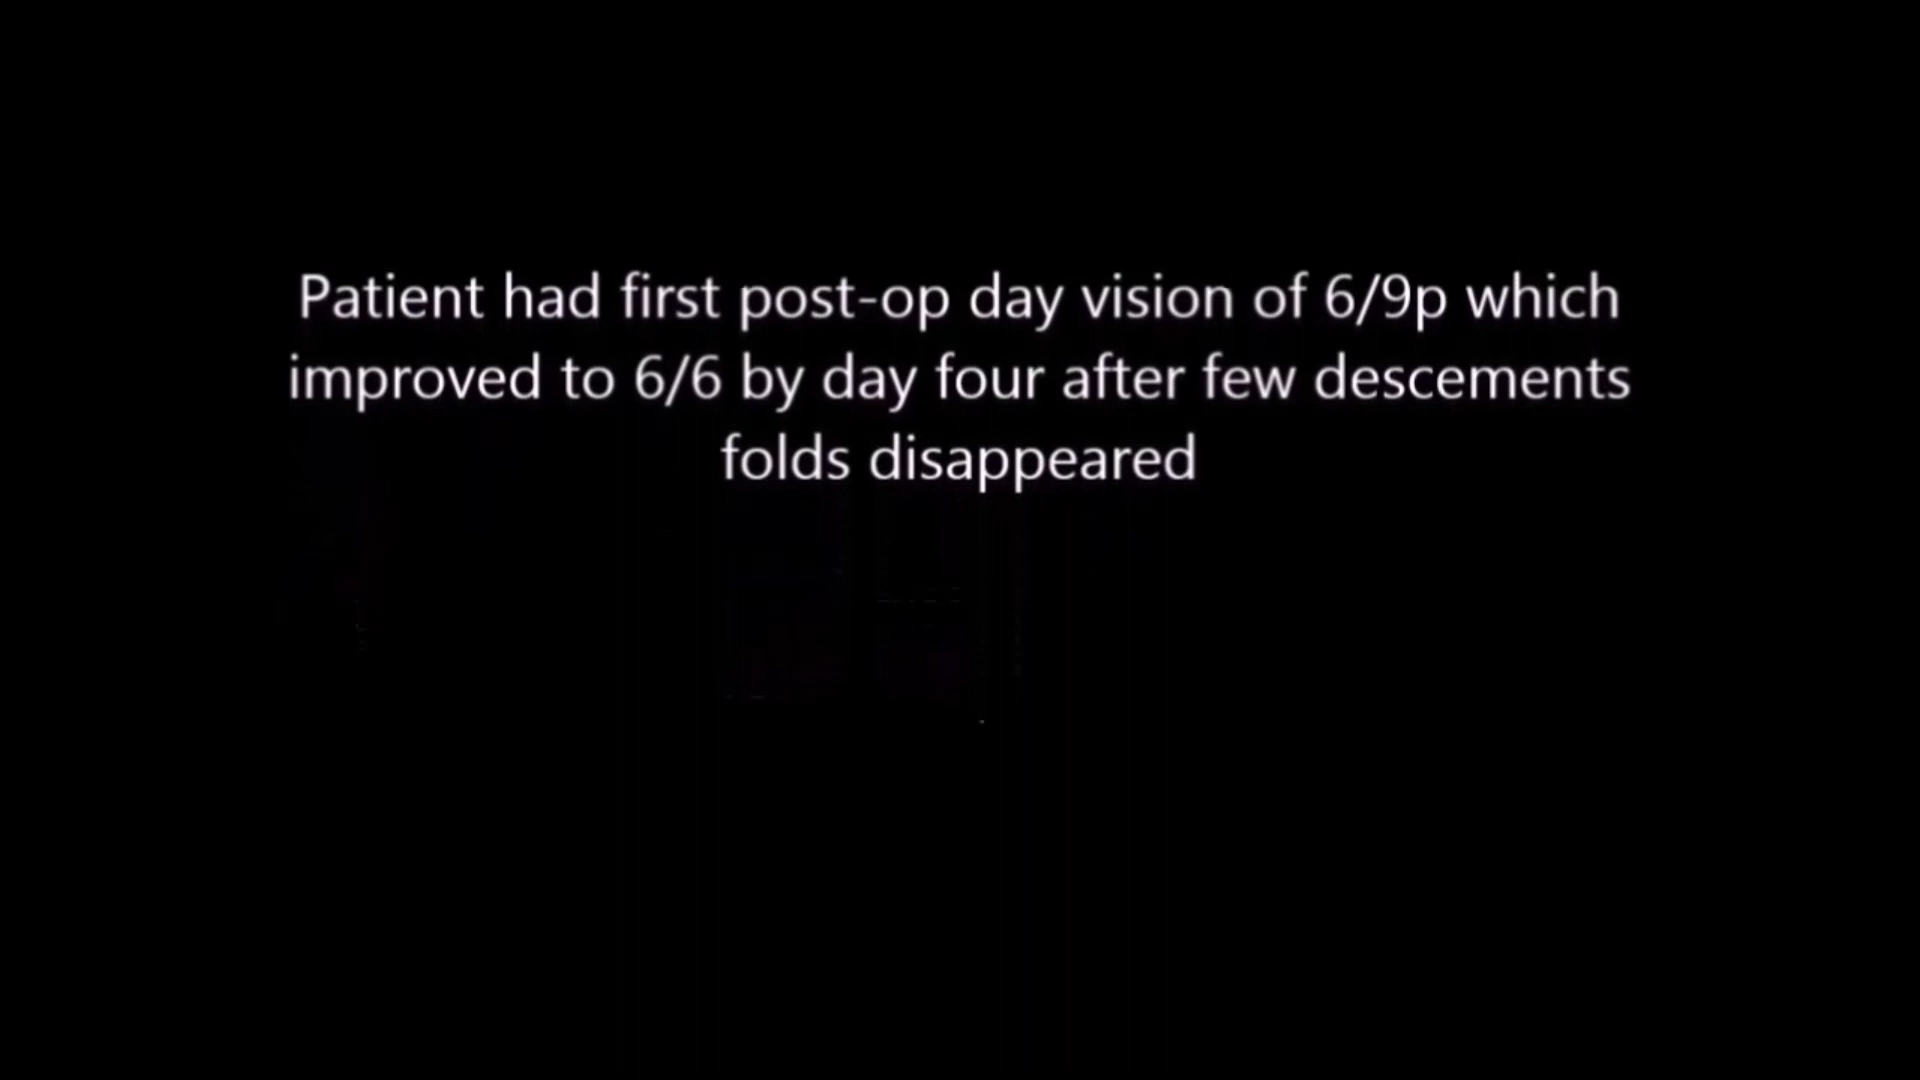 Patient had first post-op day vision of 6/9p which
improved to 6/6 by day four after few descements
folds disappeared